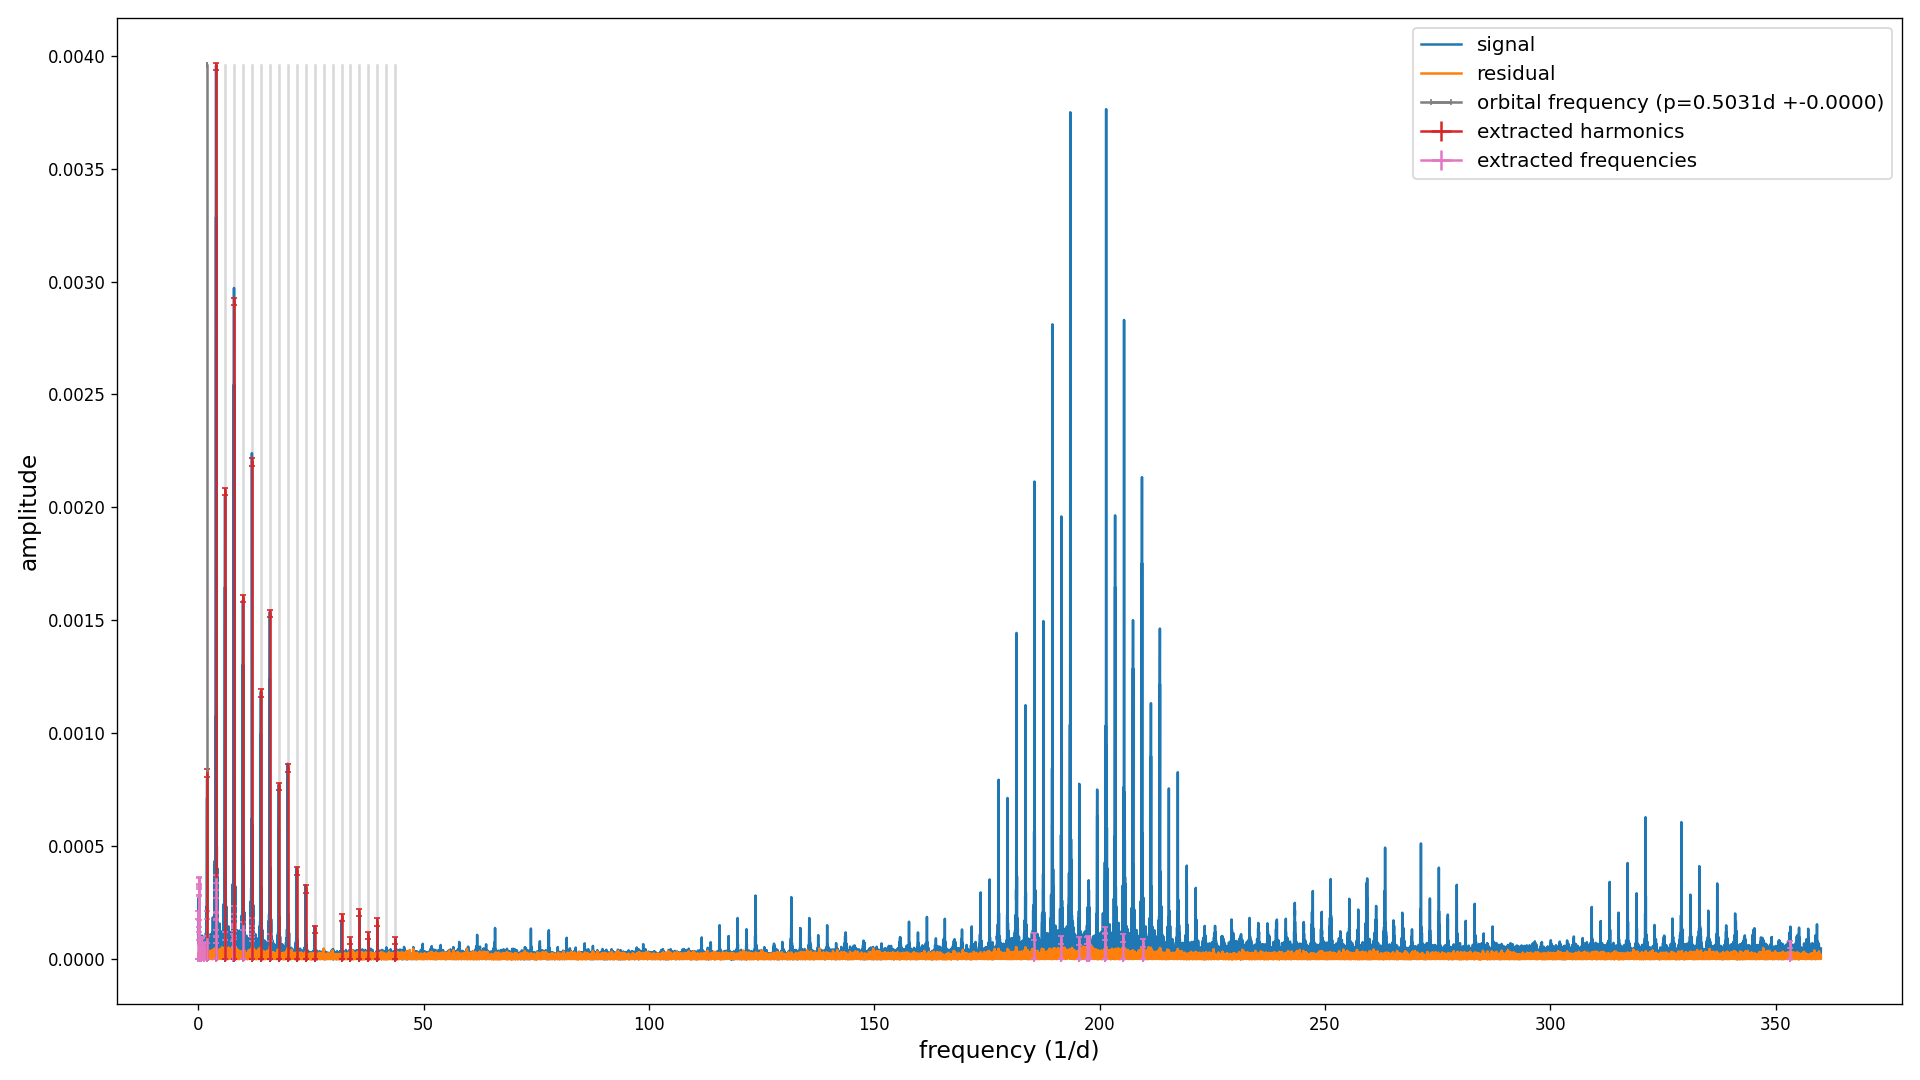 0.0040
0.0035
0.0030
0.0025
0.0020
0.0015
0.0010
0.0005
0.0000
amplitude
0
50
100
150
200
250
300
350
frequency (1/d)
signal
residual
orbital frequency (p=0.5031d +-0.0000)
extracted harmonics
extracted frequencies